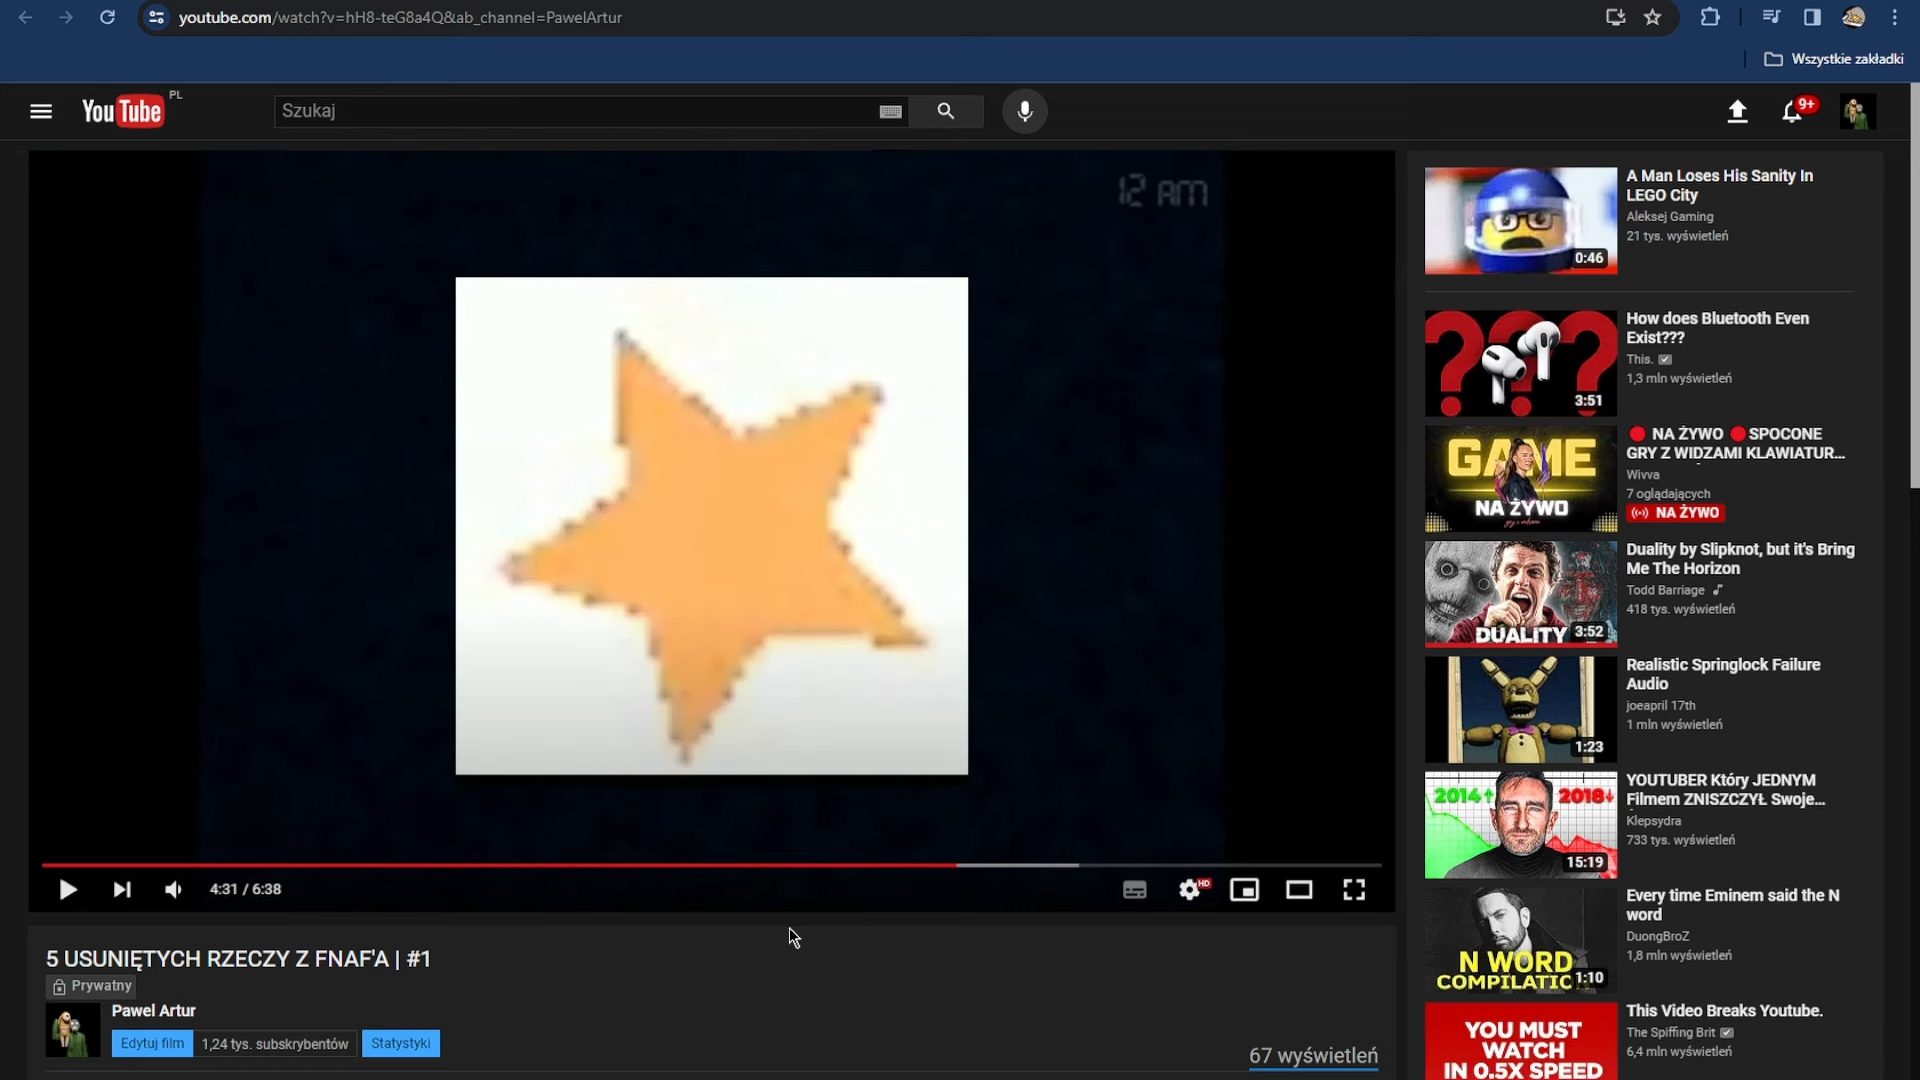 youtube.com/watch?v=hH8-teG8a4Q&ab_channel=PawelArtur
Wszystkie zakładki
YouTube PL
Szukaj
9+
12 AM
4:31 / 6:38
HD
5 USUNIĘTYCH RZECZY Z FNAF'A | #1
Prywatny
Pawel Artur
Edytuj film
1,24 tys. subskrybentów
Statystyki
67 wyświetleń
0:46
A Man Loses His Sanity In
LEGO City
Aleksej Gaming
21 tys. wyświetleń
???
3:51
How does Bluetooth Even
Exist???
This.
1,3 mln wyświetleń
GAME
NA ŻYWO
NA ŻYWO SPOCONE
GRY Z WIDZAMI KLAWIATUR...
Wivva
7 oglądających
NA ŻYWO
DUALITY
3:52
Duality by Slipknot, but it's Bring
Me The Horizon
Todd Barriage
418 tys. wyświetleń
1:23
Realistic Springlock Failure
Audio
joeapril 17th
1 mln wyświetleń
2014
2018
15:19
YOUTUBER Który JEDNYM
Filmem ZNISZCZYŁ Swoje...
Klepsydra
733 tys. wyświetleń
N WORD
COMPILATIC
1:10
Every time Eminem said the N
word
DuongBroZ
1,8 mln wyświetleń
YOU MUST
WATCH
IN 0.5X SPEED
This Video Breaks Youtube.
The Spiffing Brit
6,4 mln wyświetleń